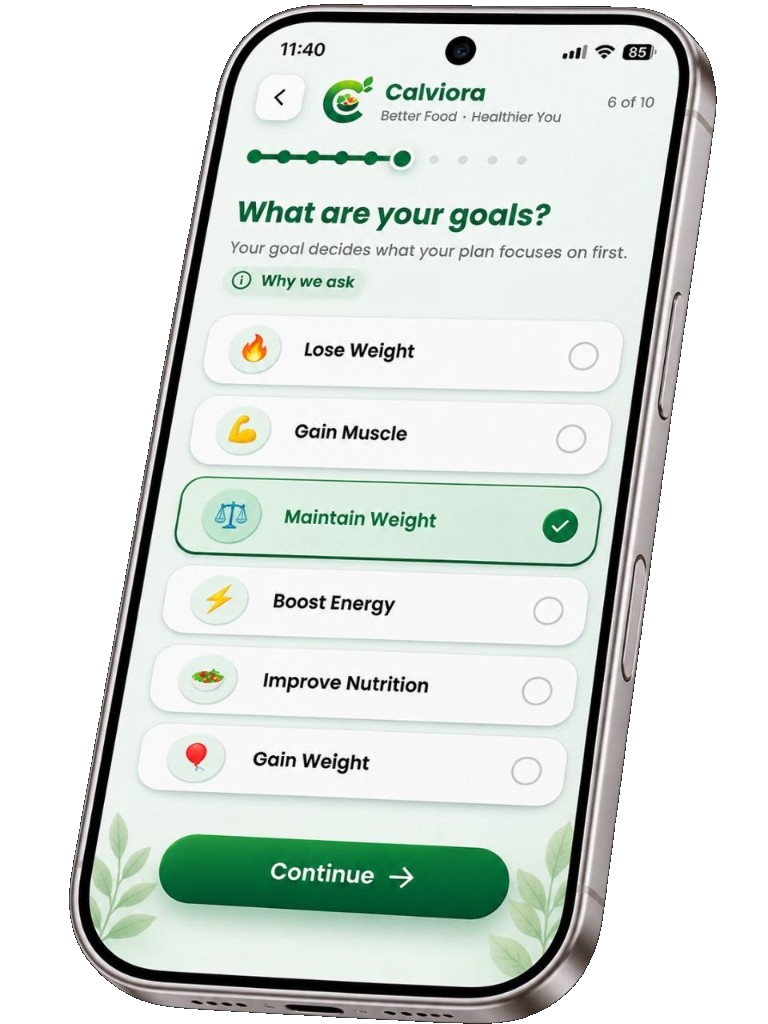 11:40
85
Calviora
Better Food · Healthier You
6 of 10
What are your goals?
Your goal decides what your plan focuses on first.
Why we ask
Lose Weight
Gain Muscle
Maintain Weight
Boost Energy
Improve Nutrition
Gain Weight
Continue →